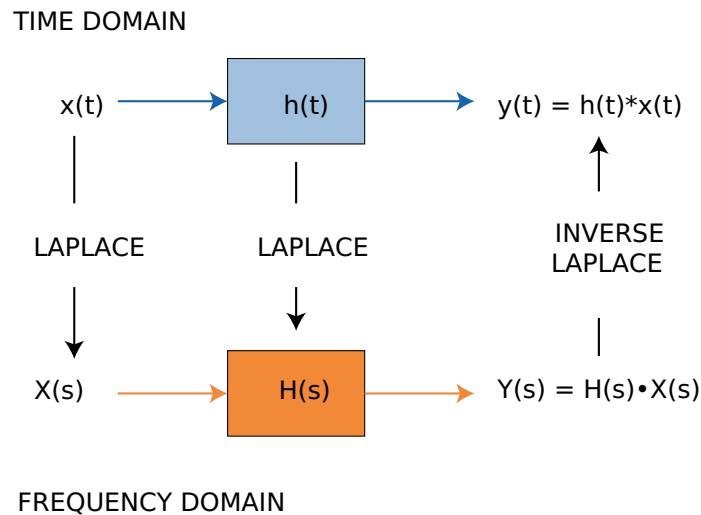 TIME DOMAIN
x(t)
h(t)
y(t) = h(t)*x(t)
LAPLACE
LAPLACE
INVERSE
LAPLACE
X(s)
H(s)
Y(s) = H(s)•X(s)
FREQUENCY DOMAIN